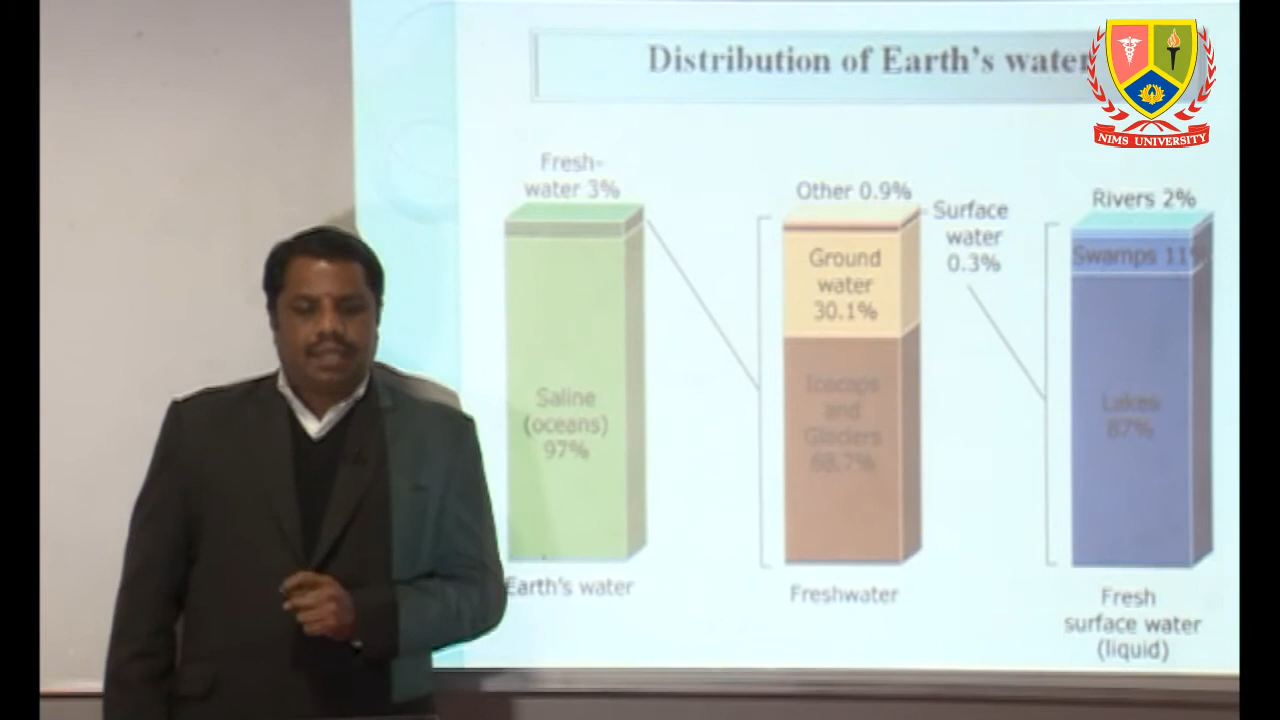 Distribution of Earth's water
NIMS UNIVERSITY
Fresh-
water 3%
Saline
(oceans)
97%
Earth's water
Other 0.9%
Ground
water
30.1%
Icecaps
and
Glaciers
68.7%
Freshwater
Surface
water
0.3%
Rivers 2%
Swamps 11%
Lakes
87%
Fresh
surface water
(liquid)